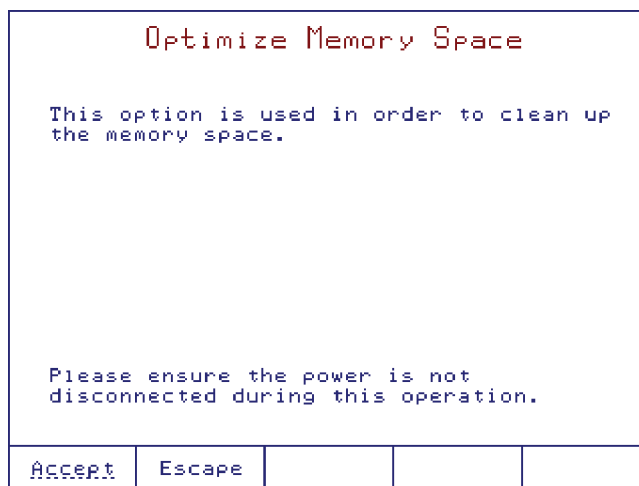 Optimize Memory Space
This option is used in order to clean up
the memory space.
Please ensure the power is not
disconnected during this operation.
Accept Escape